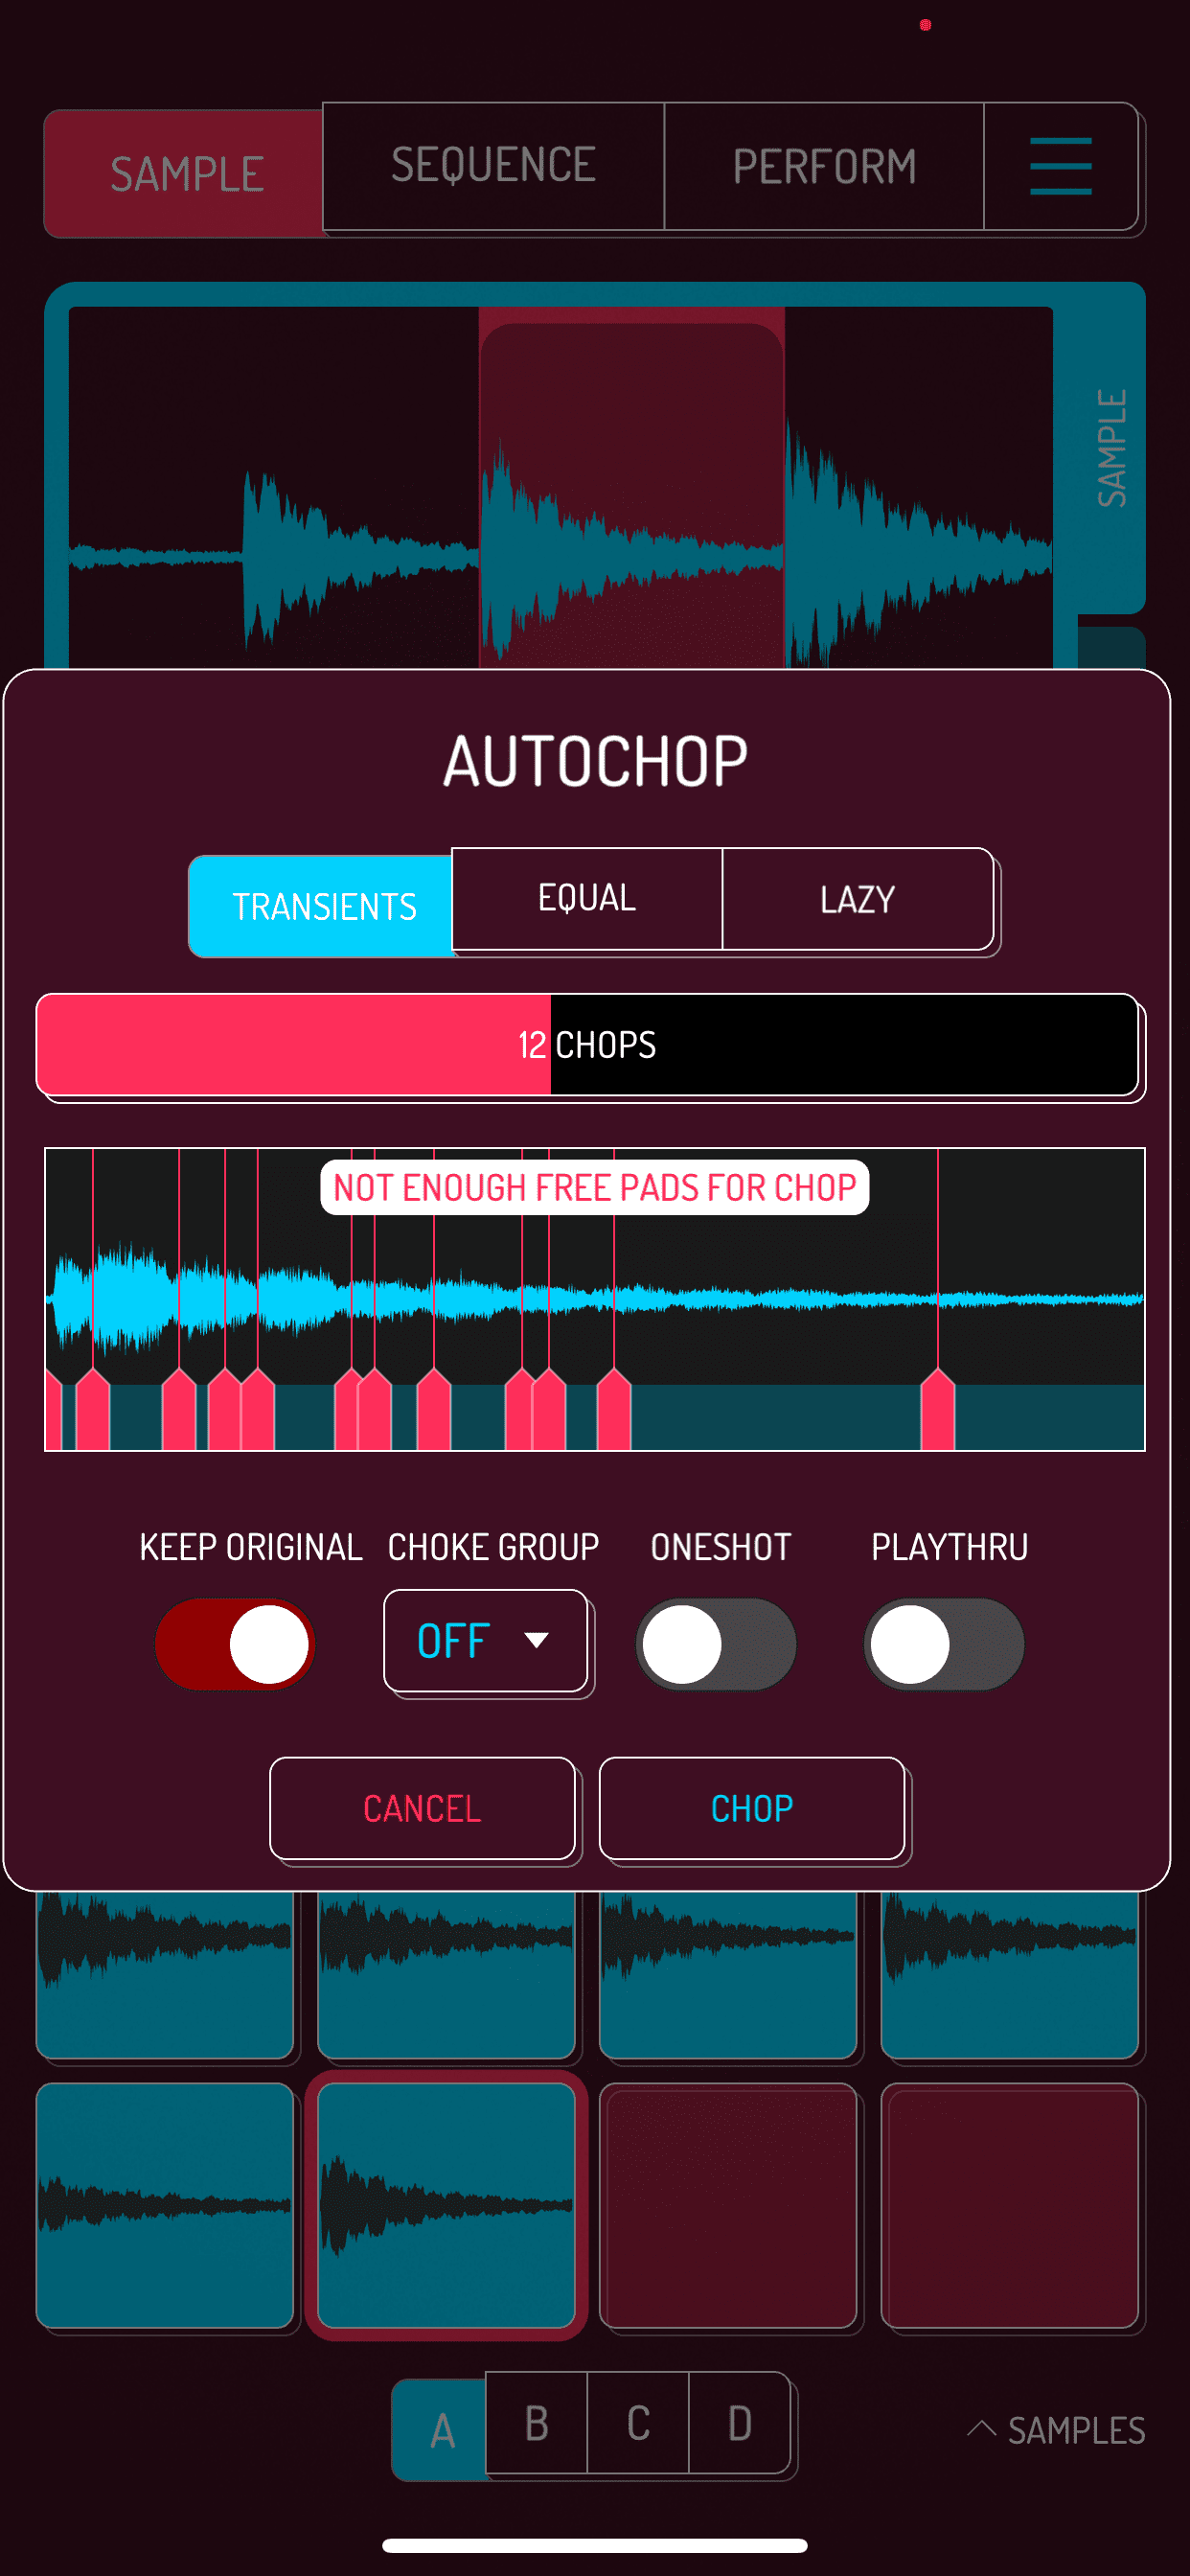 SAMPLE
SEQUENCE
PERFORM
SAMPLE
AUTOCHOP
TRANSIENTS
EQUAL
LAZY
12 CHOPS
NOT ENOUGH FREE PADS FOR CHOP
KEEP ORIGINAL
CHOKE GROUP
ONESHOT
PLAYTHRU
OFF
CANCEL
CHOP
A
B
C
D
SAMPLES